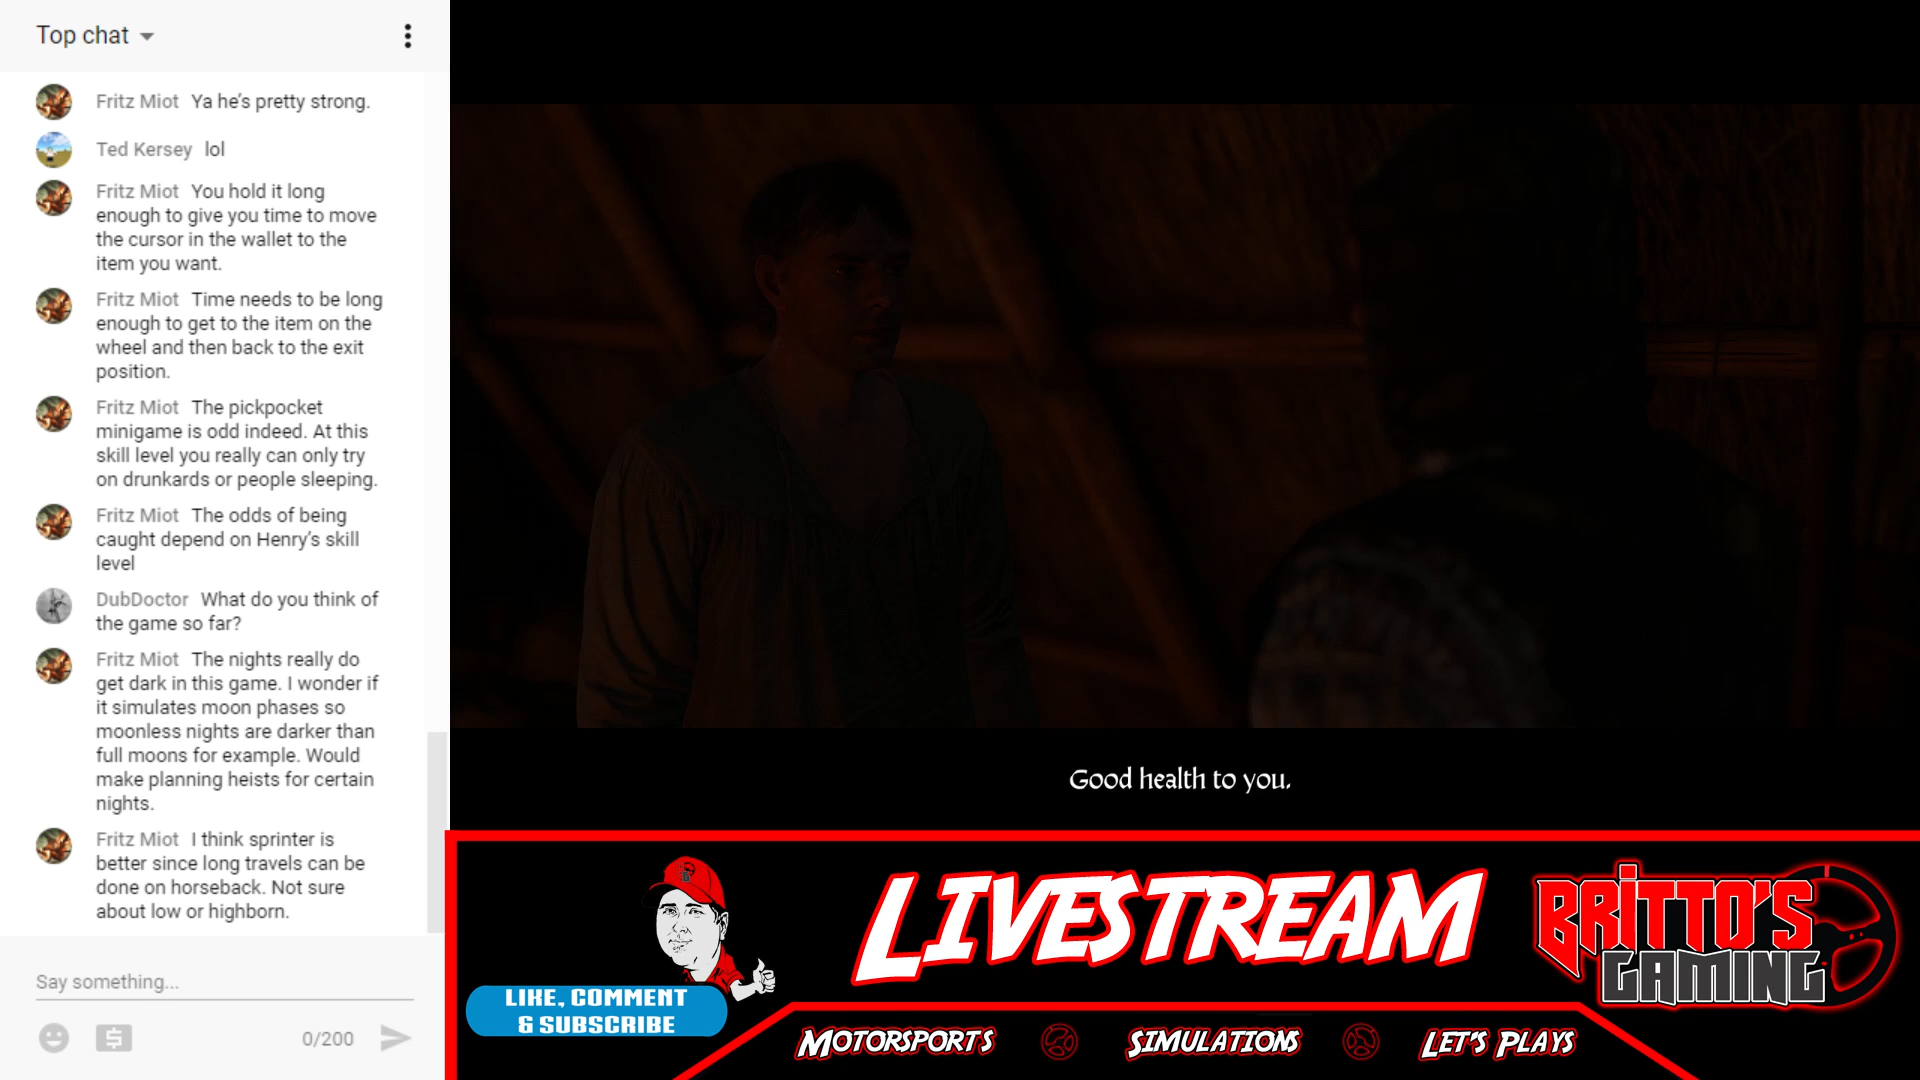 Top chat
Fritz Miot Ya he's pretty strong.
Ted Kersey lol
Fritz Miot You hold it long
enough to give you time to move
the cursor in the wallet to the
item you want.
Fritz Miot Time needs to be long
enough to get to the item on the
wheel and then back to the exit
position.
Fritz Miot The pickpocket
minigame is odd indeed. At this
skill level you really can only try
on drunkards or people sleeping.
Fritz Miot The odds of being
caught depend on Henry's skill
level
DubDoctor What do you think of
the game so far?
Fritz Miot The nights really do
get dark in this game. I wonder if
it simulates moon phases so
moonless nights are darker than
full moons for example. Would
make planning heists for certain
nights.
Fritz Miot I think sprinter is
better since long travels can be
done on horseback. Not sure
about low or highborn.
Say something...
0/200
Good health to you.
LIKE, COMMENT
& SUBSCRIBE
LIVESTREAM
BRITTO'S
GAMING
MOTORSPORTS
SIMULATIONS
LET'S PLAYS